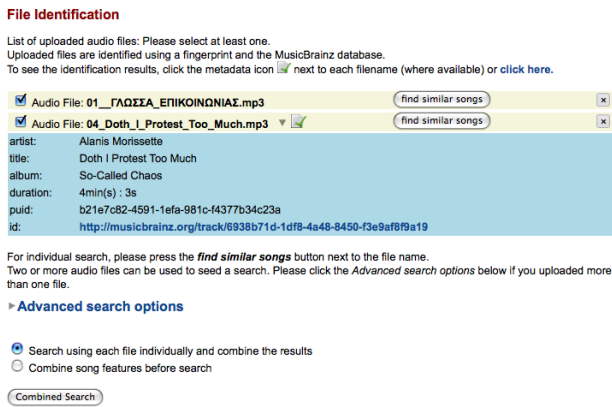 File Identification
List of uploaded audio files: Please select at least one.
Uploaded files are identified using a fingerprint and the MusicBrainz database.
To see the identification results, click the metadata icon next to each filename (where available) or click here.
Audio File: 01__ΓΛΩΣΣΑ_ΕΠΙΚΟΙΝΩΝΙΑΣ.mp3 find similar songs x
Audio File: 04_Doth_I_Protest_Too_Much.mp3 find similar songs x
artist: Alanis Morissette
title: Doth I Protest Too Much
album: So-Called Chaos
duration: 4min(s) : 3s
puid: b21e7c82-4591-1efa-981c-f4377b34c23a
id: http://musicbrainz.org/track/6938b71d-1df8-4a48-8450-f3e9af8f9a19
For individual search, please press the find similar songs button next to the file name.
Two or more audio files can be used to seed a search. Please click the Advanced search options below if you uploaded more
than one file.
Advanced search options
Search using each file individually and combine the results
Combine song features before search
Combined Search